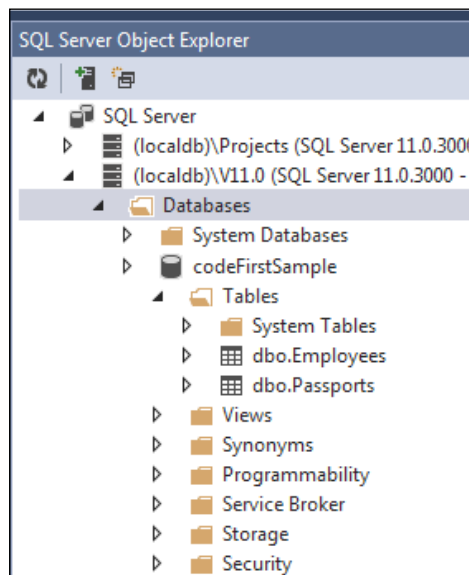 SQL Server Object Explorer
SQL Server
(localdb)\Projects (SQL Server 11.0.3000
(localdb)\V11.0 (SQL Server 11.0.3000 -
Databases
System Databases
codeFirstSample
Tables
System Tables
dbo.Employees
dbo.Passports
Views
Synonyms
Programmability
Service Broker
Storage
Security